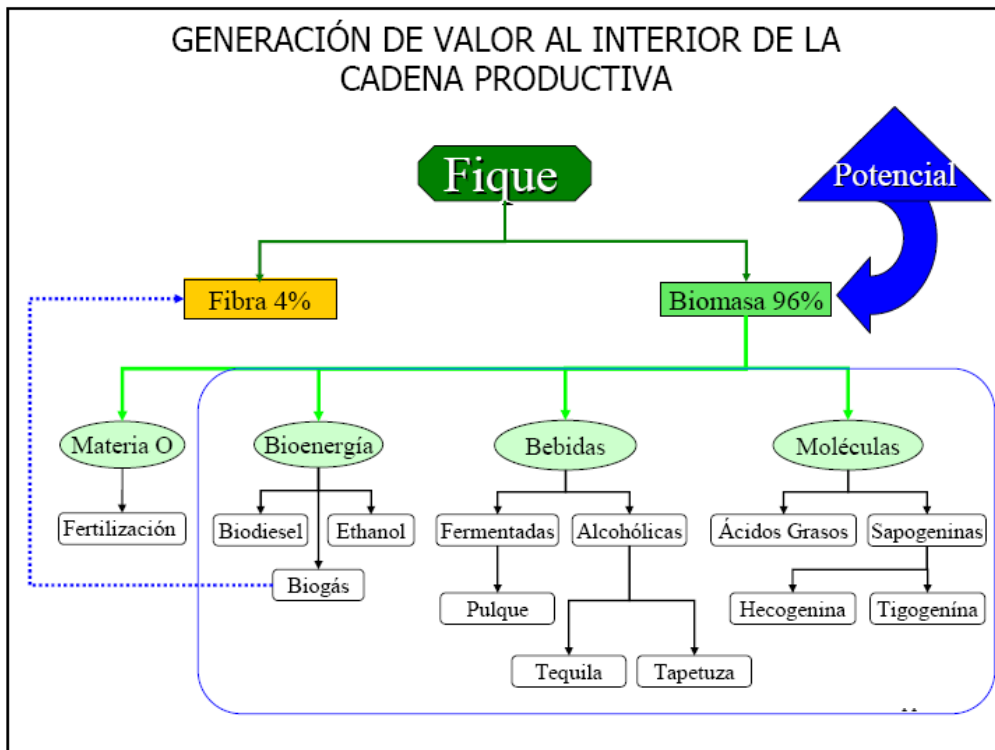 GENERACIÓN DE VALOR AL INTERIOR DE LA
CADENA PRODUCTIVA
Fique
Potencial
Fibra 4%
Biomasa 96%
Materia O
Bioenergía
Bebidas
Moléculas
Fertilización
Biodiesel
Ethanol
Fermentadas
Alcohólicas
Ácidos Grasos
Sapogeninas
Biogás
Pulque
Hecogenina
Tigogenína
Tequila
Tapetuza